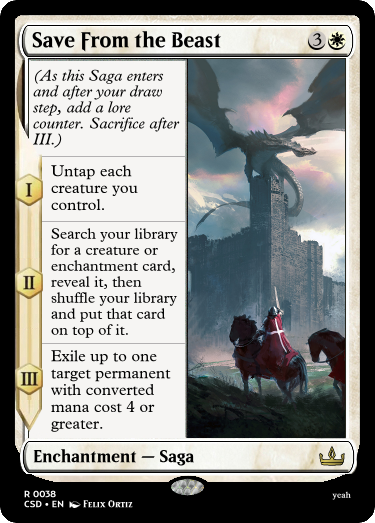 Save From the Beast 3
(As this Saga enters
and after your draw
step, add a lore
counter. Sacrifice after
III.)
I
Untap each
creature you
control.
II
Search your library
for a creature or
enchantment card,
reveal it, then
shuffle your library
and put that card
on top of it.
III
Exile up to one
target permanent
with converted
mana cost 4 or
greater.
Enchantment — Saga
R 0038
CSD • EN Felix Ortiz
yeah